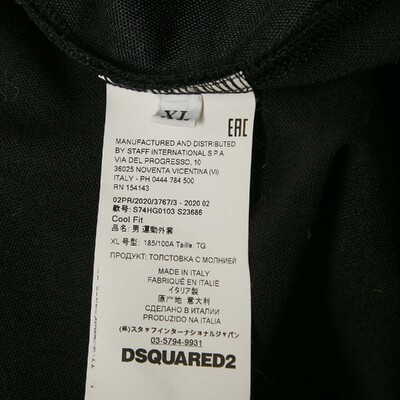 XL
EAC
MANUFACTURED AND DISTRIBUTED
BY STAFF INTERNATIONAL S.P.A
VIA DEL PROGRESSO, 10
36025 NOVENTA VICENTINA (VI)
ITALY - PH 0444 784 500
RN 154143
02PR/2020/3767/3 - 2020 02
款号: S74HG0103 S23686
Cool Fit
品名: 男 運動外套
XL 号型: 185/100A Taille: TG
ПРОДУКТ: ТОЛСТОВКА С МОЛНИЕЙ
MADE IN ITALY
FABRIQUE EN ITALIE
イタリア製
原产地: 意大利
СДЕЛАНО В ИТАЛИИ
PRODUZIDO NA ITALIA
(株)スタッフインターナショナルジャパン
03-5794-9931
DSQUARED2